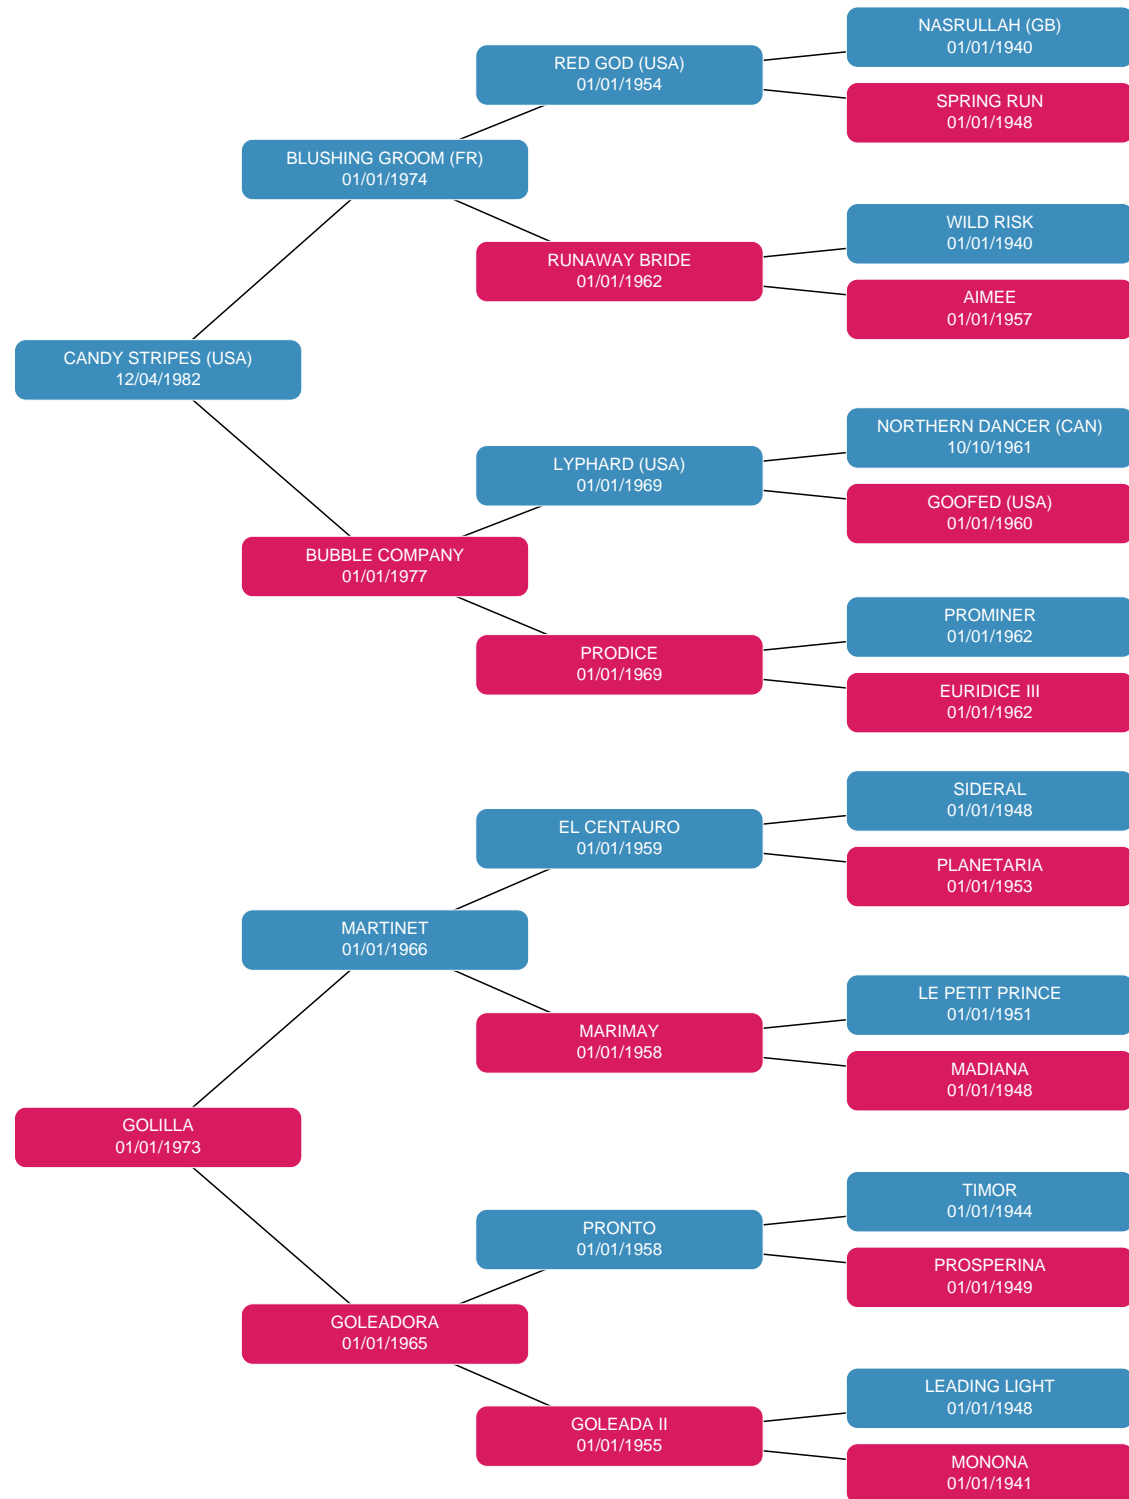 NASRULLAH (GB)
01/01/1940
RED GOD (USA)
01/01/1954
SPRING RUN
01/01/1948
BLUSHING GROOM (FR)
01/01/1974
WILD RISK
01/01/1940
RUNAWAY BRIDE
01/01/1962
AIMEE
01/01/1957
CANDY STRIPES (USA)
12/04/1982
NORTHERN DANCER (CAN)
10/10/1961
LYPHARD (USA)
01/01/1969
GOOFED (USA)
01/01/1960
BUBBLE COMPANY
01/01/1977
PROMINER
01/01/1962
PRODICE
01/01/1969
EURIDICE III
01/01/1962
SIDERAL
01/01/1948
EL CENTAURO
01/01/1959
PLANETARIA
01/01/1953
MARTINET
01/01/1966
LE PETIT PRINCE
01/01/1951
MARIMAY
01/01/1958
MADIANA
01/01/1948
GOLILLA
01/01/1973
TIMOR
01/01/1944
PRONTO
01/01/1958
PROSPERINA
01/01/1949
GOLEADORA
01/01/1965
LEADING LIGHT
01/01/1948
GOLEADA II
01/01/1955
MONONA
01/01/1941